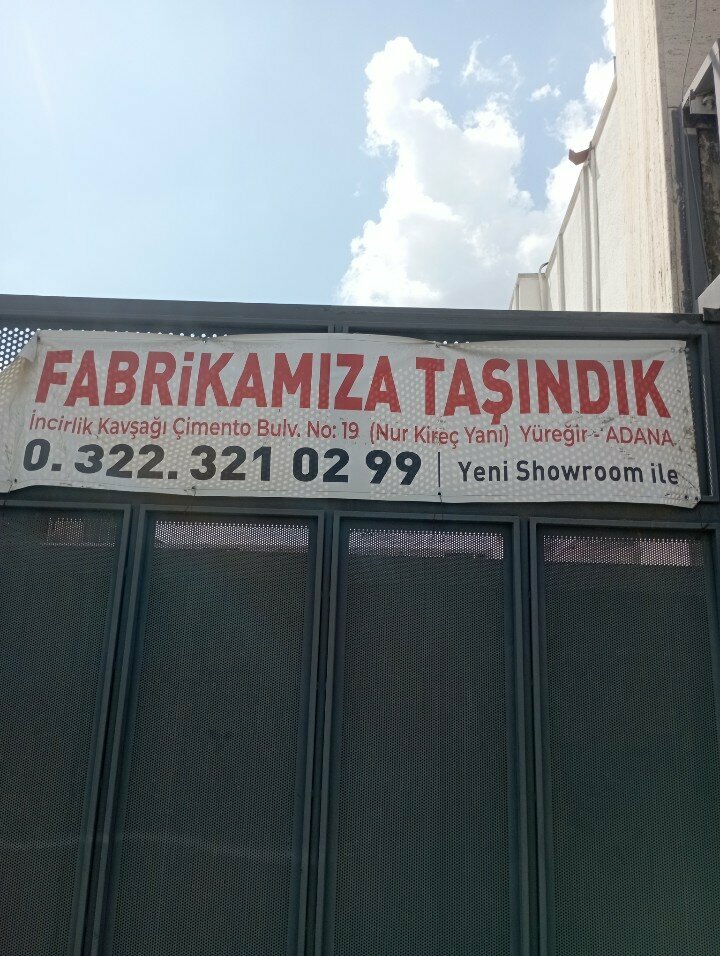 FABRiKAMIZA TAŞINDIK
İncirlik Kavşağı Çimento Bulv. No: 19 (Nur Kireç Yanı) Yüreğir - ADANA
0. 322. 321 02 99 | Yeni Showroom ile